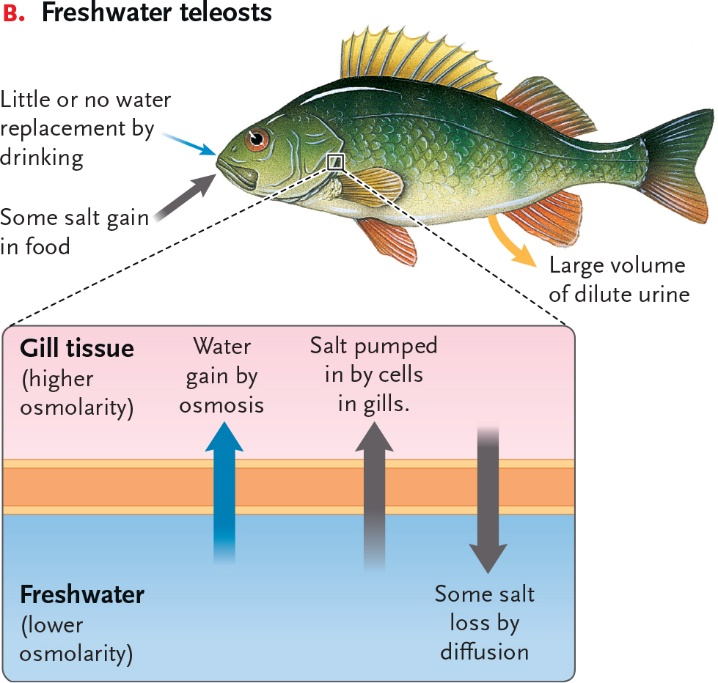 B. Freshwater teleosts
Little or no water
replacement by
drinking
Some salt gain
in food
Large volume
of dilute urine
Gill tissue
(higher
osmolarity)
Water
gain by
osmosis
Salt pumped
in by cells
in gills.
Freshwater
(lower
osmolarity)
Some salt
loss by
diffusion